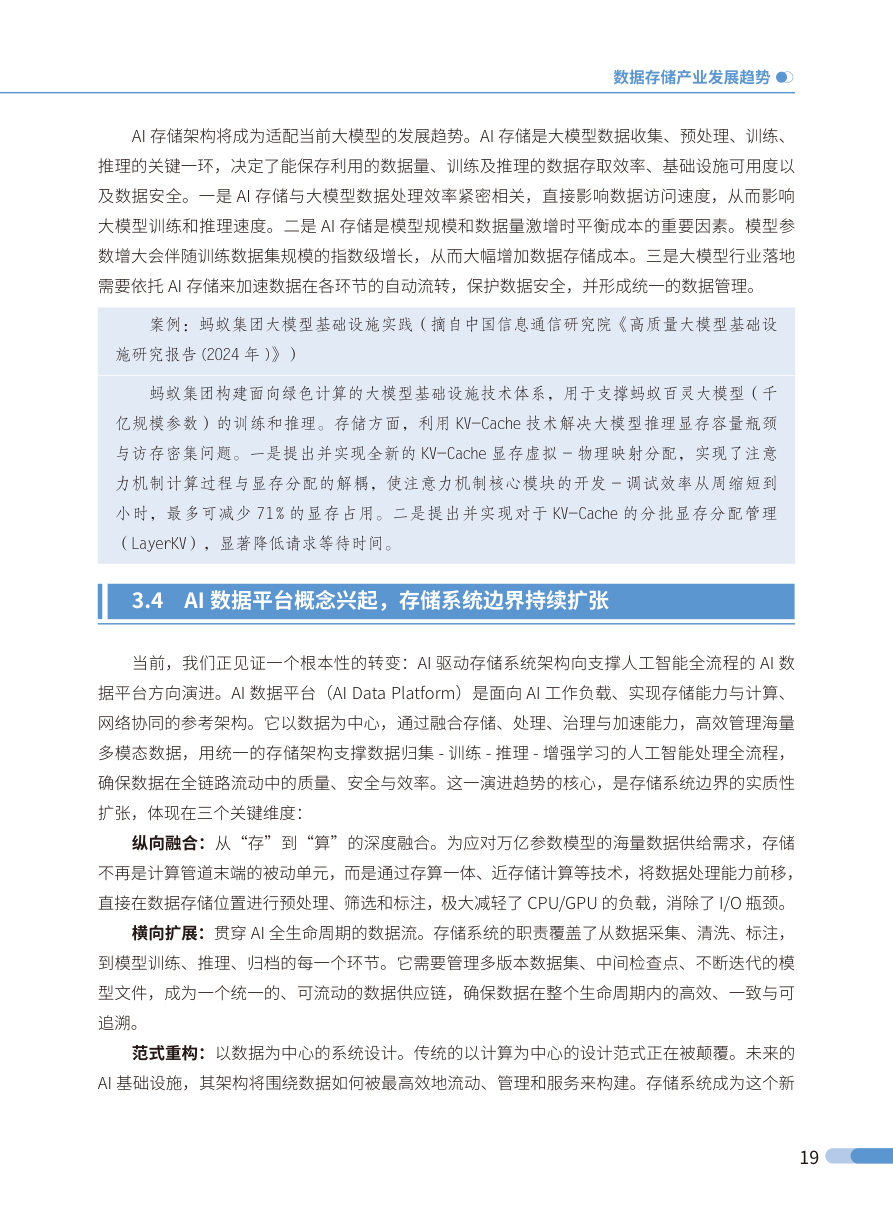 数据存储产业发展趋势
AI 存储架构将成为适配当前大模型的发展趋势。AI 存储是大模型数据收集、预处理、训练、
推理的关键一环，决定了能保存利用的数据量、训练及推理的数据存取效率、基础设施可用度以
及数据安全。一是 AI 存储与大模型数据处理效率紧密相关，直接影响数据访问速度，从而影响
大模型训练和推理速度。二是 AI 存储是模型规模和数据量激增时平衡成本的重要因素。模型参
数增大会伴随训练数据集规模的指数级增长，从而大幅增加数据存储成本。三是大模型行业落地
需要依托 AI 存储来加速数据在各环节的自动流转，保护数据安全，并形成统一的数据管理。
案例：蚂蚁集团大模型基础设施实践（摘自中国信息通信研究院《高质量大模型基础设
施研究报告 (2024 年 )》）
蚂蚁集团构建面向绿色计算的大模型基础设施技术体系，用于支撑蚂蚁百灵大模型（千
亿规模参数）的训练和推理。存储方面，利用 KV-Cache 技术解决大模型推理显存容量瓶颈
与访存密集问题。一是提出并实现全新的 KV-Cache 显存虚拟 - 物理映射分配，实现了注意
力机制计算过程与显存分配的解耦，使注意力机制核心模块的开发 - 调试效率从周缩短到
小时，最多可减少 71% 的显存占用。二是提出并实现对于 KV-Cache 的分批显存分配管理
（LayerKV），显著降低请求等待时间。
3.4 AI 数据平台概念兴起，存储系统边界持续扩张
当前，我们正见证一个根本性的转变：AI 驱动存储系统架构向支撑人工智能全流程的 AI 数
据平台方向演进。AI 数据平台（AI Data Platform）是面向 AI 工作负载、实现存储能力与计算、
网络协同的参考架构。它以数据为中心，通过融合存储、处理、治理与加速能力，高效管理海量
多模态数据，用统一的存储架构支撑数据归集 - 训练 - 推理 - 增强学习的人工智能处理全流程，
确保数据在全链路流动中的质量、安全与效率。这一演进趋势的核心，是存储系统边界的实质性
扩张，体现在三个关键维度：
纵向融合：从“存”到“算”的深度融合。为应对万亿参数模型的海量数据供给需求，存储
不再是计算管道末端的被动单元，而是通过存算一体、近存储计算等技术，将数据处理能力前移，
直接在数据存储位置进行预处理、筛选和标注，极大减轻了 CPU/GPU 的负载，消除了 I/O 瓶颈。
横向扩展：贯穿 AI 全生命周期的数据流。存储系统的职责覆盖了从数据采集、清洗、标注，
到模型训练、推理、归档的每一个环节。它需要管理多版本数据集、中间检查点、不断迭代的模
型文件，成为一个统一的、可流动的数据供应链，确保数据在整个生命周期内的高效、一致与可
追溯。
范式重构：以数据为中心的系统设计。传统的以计算为中心的设计范式正在被颠覆。未来的
AI 基础设施，其架构将围绕数据如何被最高效地流动、管理和服务来构建。存储系统成为这个新
19